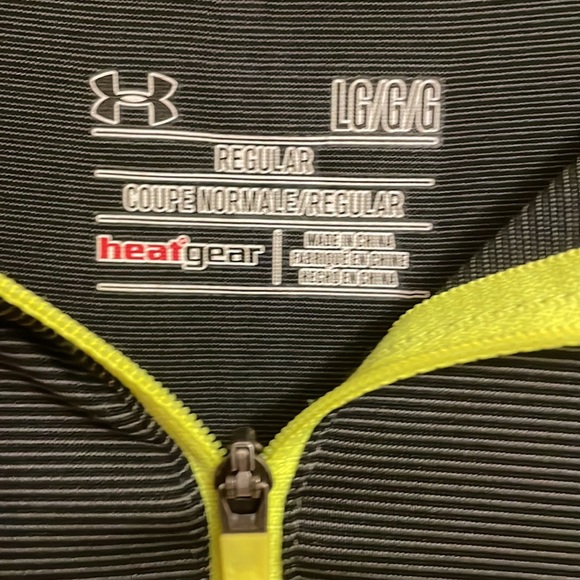 LG/G/G
REGULAR
COUPE NORMALE/REGULAR
heatgear
MADE IN CHINA
FABRIQUÉ EN CHINE
HECHO EN CHINA